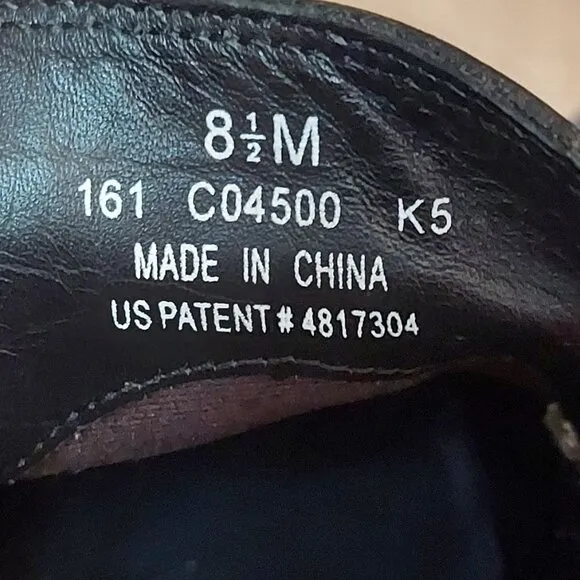 8½M
161 C04500 K5
MADE IN CHINA
US PATENT # 4817304